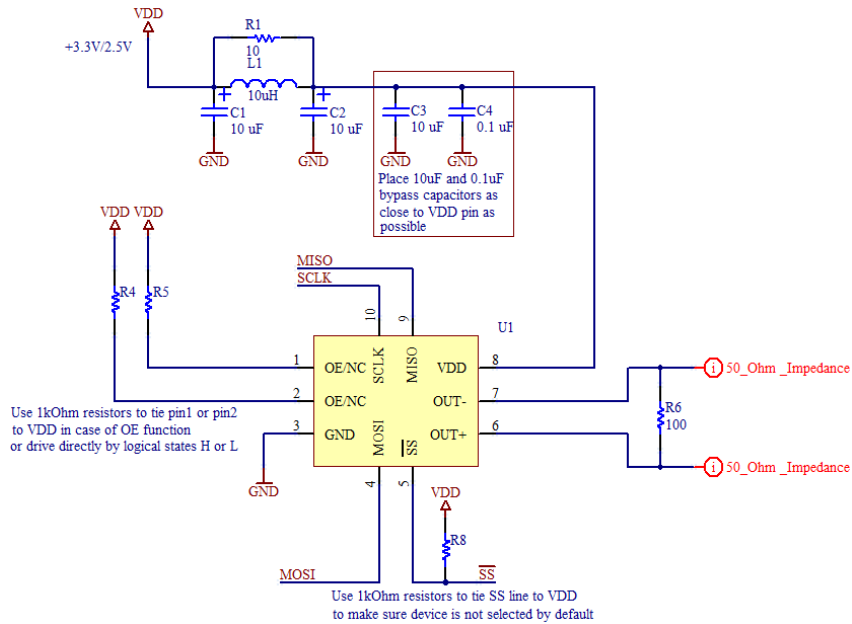 VDD
+3.3V/2.5V
R1
10
L1
10uH
C1
10 uF
C2
10 uF
C3
10 uF
C4
0.1 uF
GND
GND
GND
GND
Place 10uF and 0.1uF
bypass capacitors as
close to VDD pin as
possible
VDD
VDD
R4
R5
MISO
SCLK
10
9
U1
1
OE/NC
SCLK
MISO
VDD
8
2
OE/NC
OUT-
7
3
GND
MOSI
SS
OUT+
6
4
5
50_Ohm _Impedance
R6
100
50_Ohm _Impedance
Use 1kOhm resistors to tie pin1 or pin2
to VDD in case of OE function
or drive directly by logical states H or L
GND
VDD
R8
MOSI
SS
Use 1kOhm resistors to tie SS line to VDD
to make sure device is not selected by default